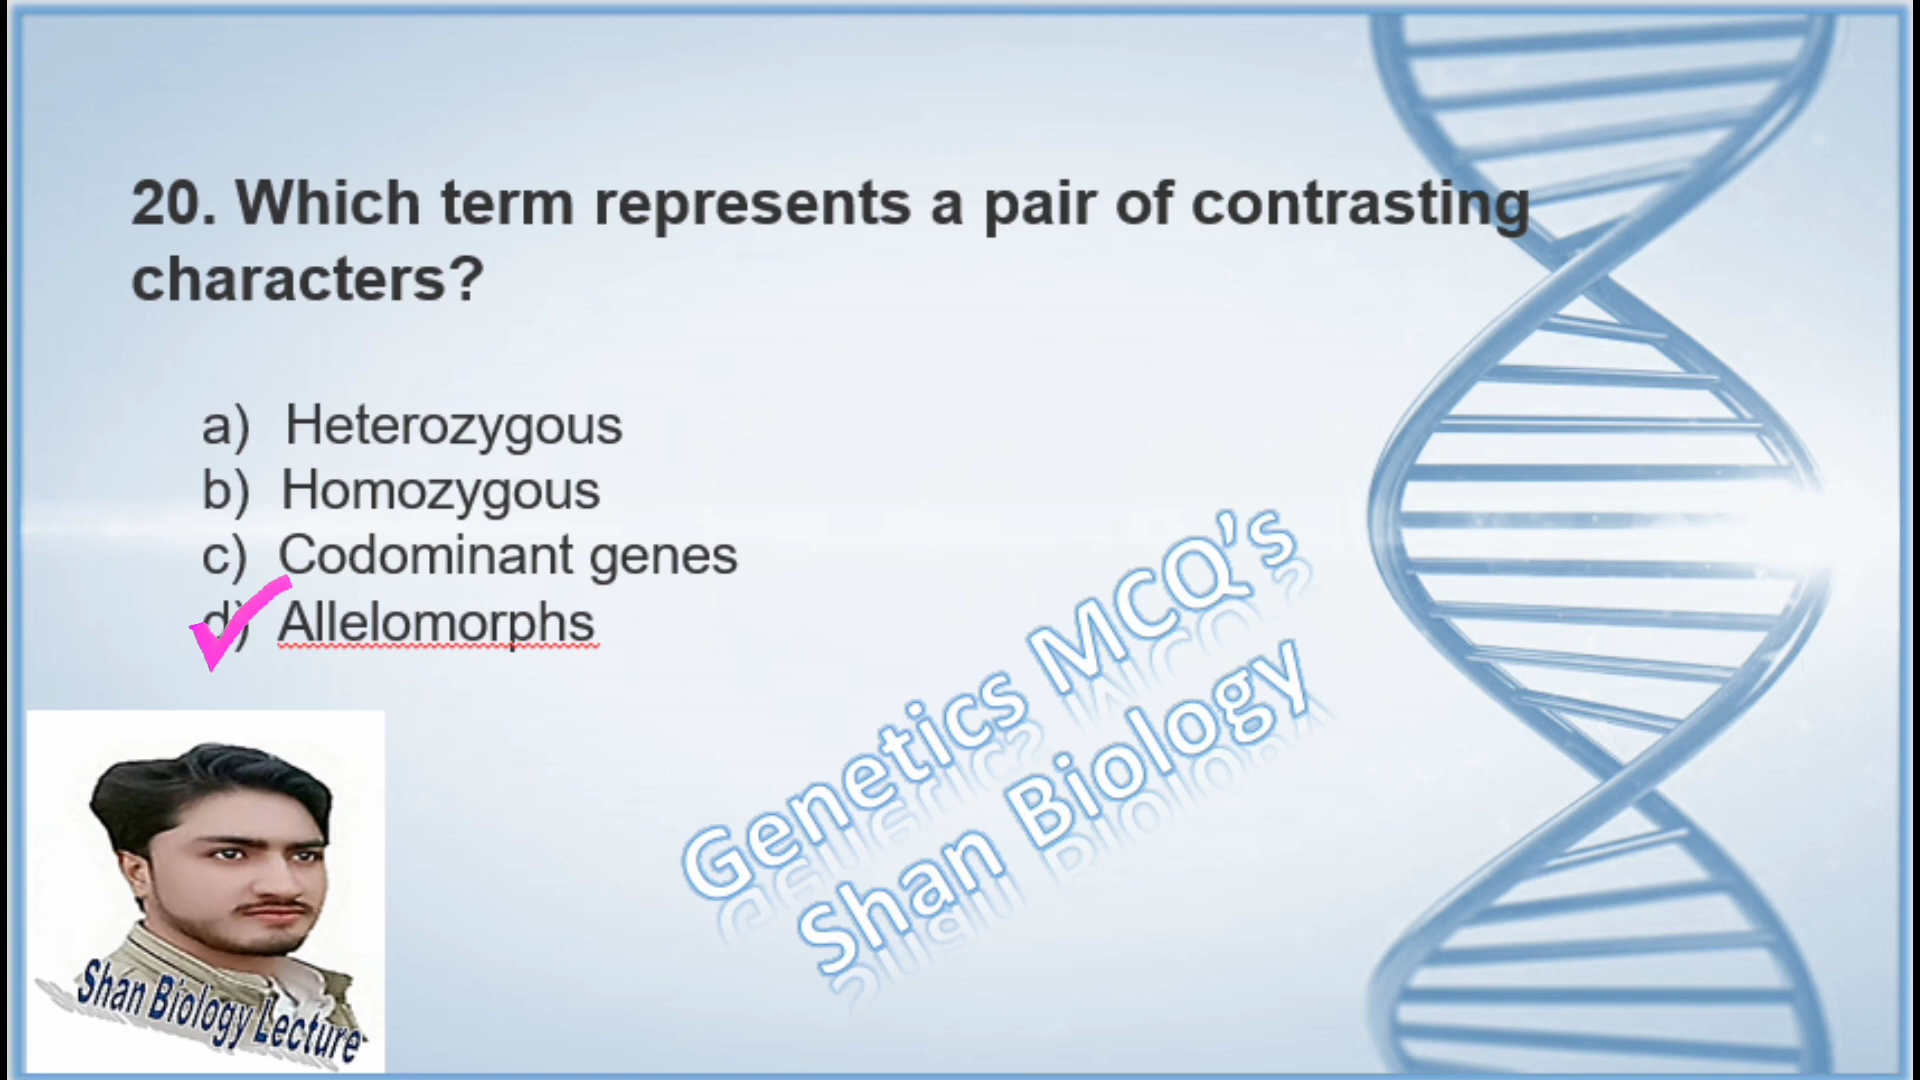 20. Which term represents a pair of contrasting
characters?
a) Heterozygous
b) Homozygous
c) Codominant genes
d) Allelomorphs
Genetics MCQ’s
Shan Biology
Shan Biology Lecture